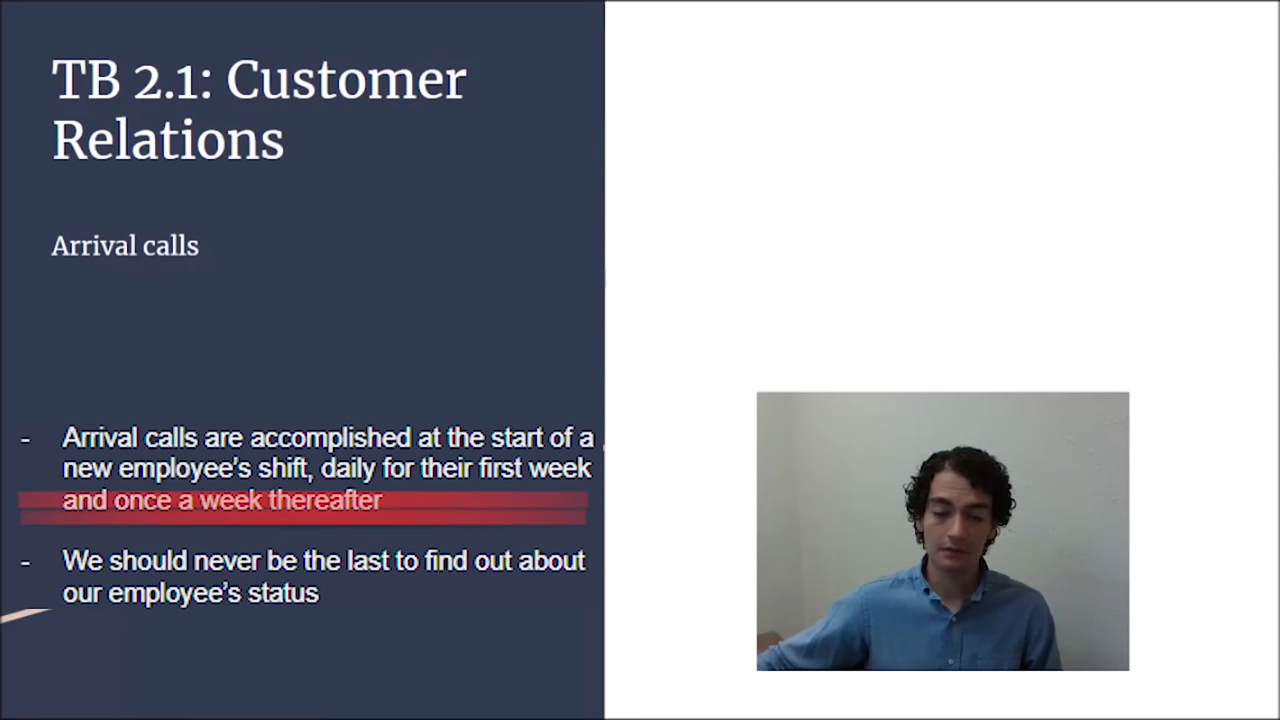 TB 2.1: Customer
Relations
Arrival calls
- Arrival calls are accomplished at the start of a
new employee's shift, daily for their first week
and once a week thereafter
- We should never be the last to find out about
our employee's status